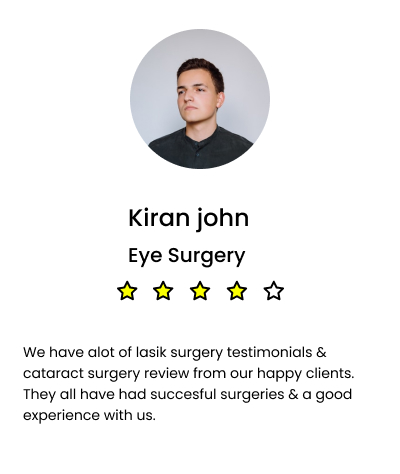 Kiran john
Eye Surgery
We have alot of lasik surgery testimonials &
cataract surgery review from our happy clients.
They all have had succesful surgeries & a good
experience with us.